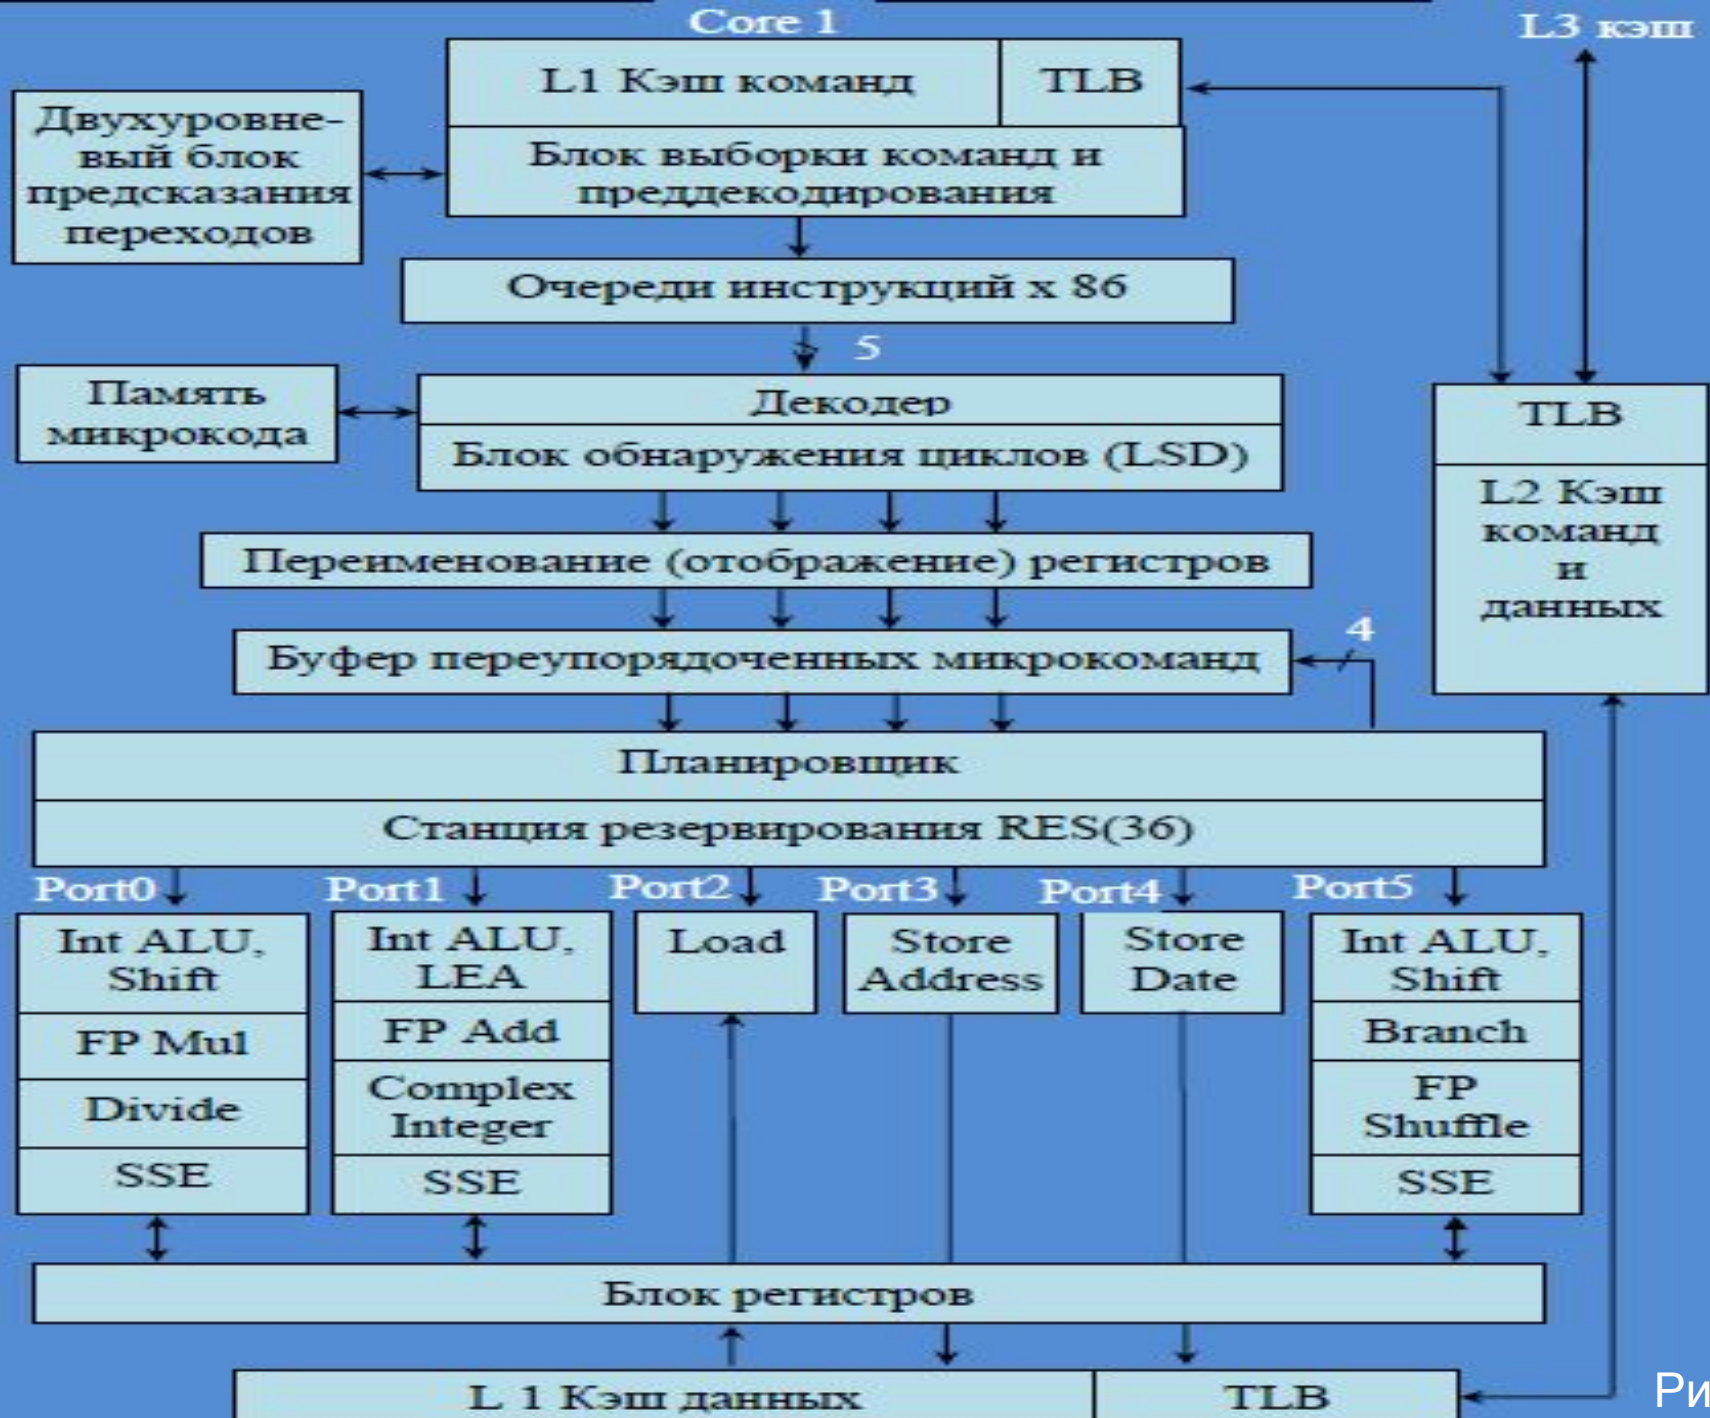 Core 1
L3 кэш
L1 Кэш команд
TLB
Двухуровне-
вый блок
предсказания
переходов
Блок выборки команд и
преддекодирования
Очереди инструкций x 86
5
Память
микрокода
Декодер
Блок обнаружения циклов (LSD)
TLB
L2 Кэш
команд
и
данных
Переименование (отображение) регистров
4
Буфер переупорядоченных микрокоманд
Планировщик
Станция резервирования RES(36)
Port0
Port1
Port2
Port3
Port4
Port5
Int ALU,
Shift
FP Mul
Divide
SSE
Int ALU,
LEA
FP Add
Complex
Integer
SSE
Load
Store
Address
Store
Date
Int ALU,
Shift
Branch
FP
Shuffle
SSE
Блок регистров
L 1 Кэш данных
TLB
Ри